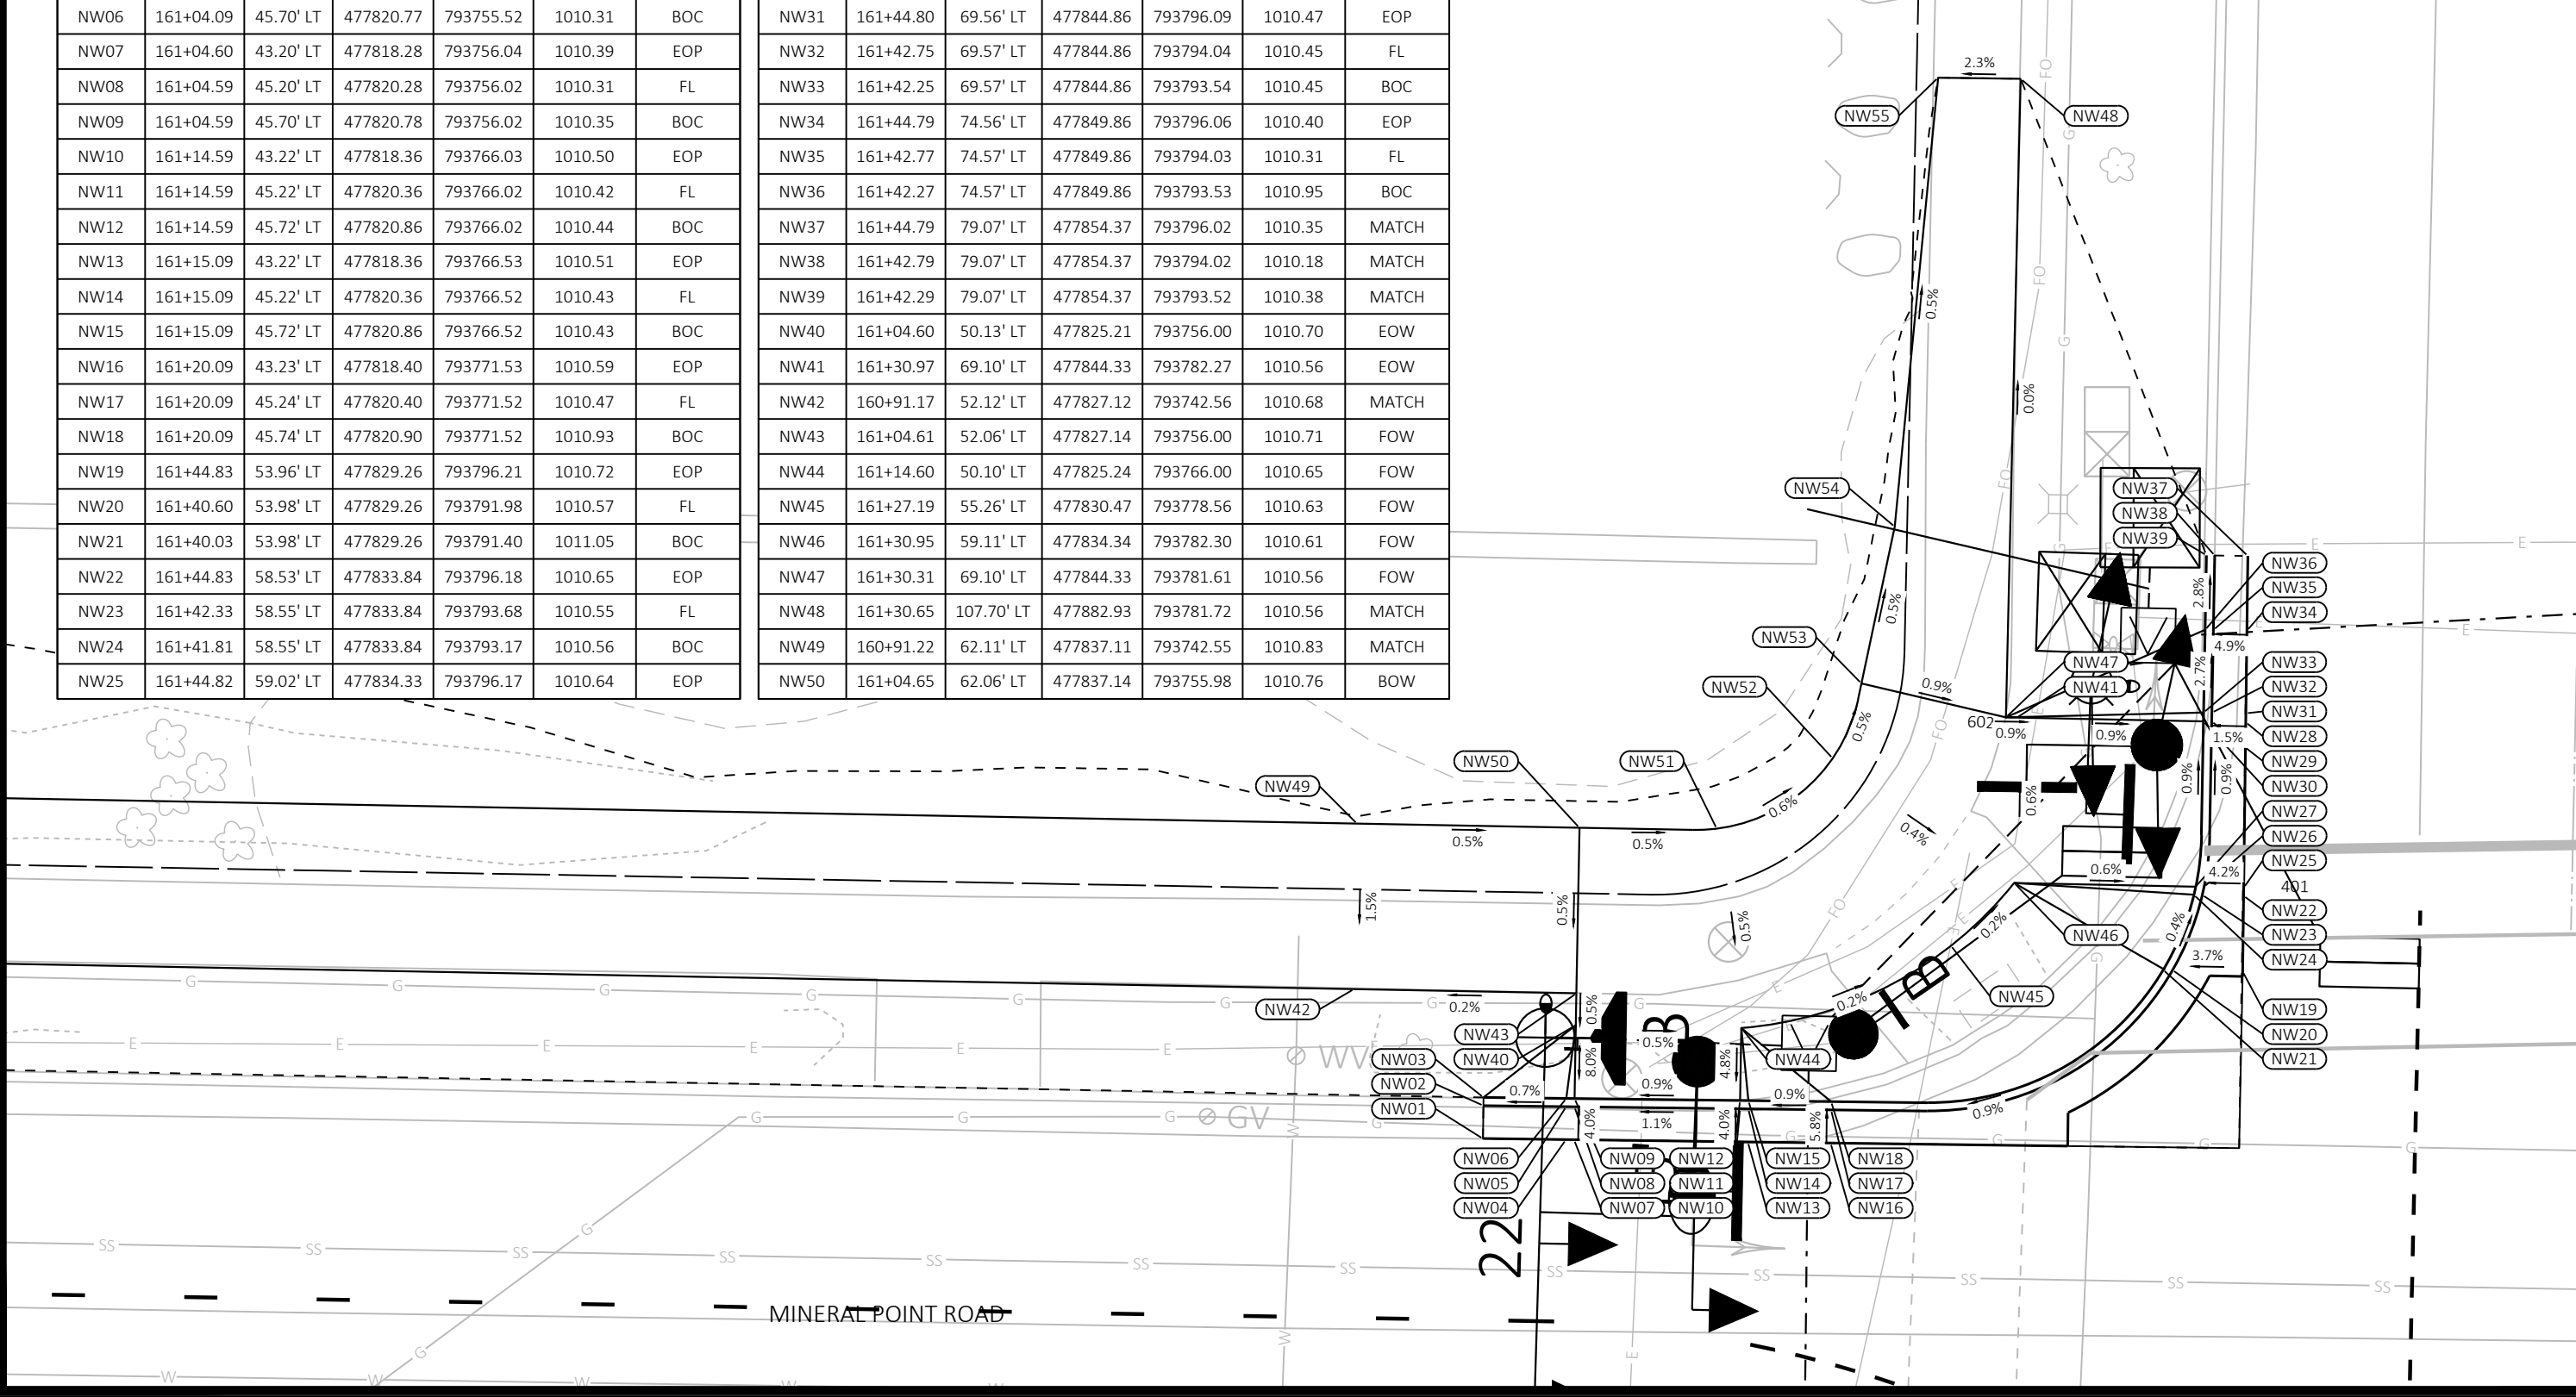 NW06 161+04.09 45.70' LT 477820.77 793755.52 1010.31 BOC
NW07 161+04.60 43.20' LT 477818.28 793756.04 1010.39 EOP
NW08 161+04.59 45.20' LT 477820.28 793756.02 1010.31 FL
NW09 161+04.59 45.70' LT 477820.78 793756.02 1010.35 BOC
NW10 161+14.59 43.22' LT 477818.36 793766.03 1010.50 EOP
NW11 161+14.59 45.22' LT 477820.36 793766.02 1010.42 FL
NW12 161+14.59 45.72' LT 477820.86 793766.02 1010.44 BOC
NW13 161+15.09 43.22' LT 477818.36 793766.53 1010.51 EOP
NW14 161+15.09 45.22' LT 477820.36 793766.52 1010.43 FL
NW15 161+15.09 45.72' LT 477820.86 793766.52 1010.43 BOC
NW16 161+20.09 43.23' LT 477818.40 793771.53 1010.59 EOP
NW17 161+20.09 45.24' LT 477820.40 793771.52 1010.47 FL
NW18 161+20.09 45.74' LT 477820.90 793771.52 1010.93 BOC
NW19 161+44.83 53.96' LT 477829.26 793796.21 1010.72 EOP
NW20 161+40.60 53.98' LT 477829.26 793791.98 1010.57 FL
NW21 161+40.03 53.98' LT 477829.26 793791.40 1011.05 BOC
NW22 161+44.83 58.53' LT 477833.84 793796.18 1010.65 EOP
NW23 161+42.33 58.55' LT 477833.84 793793.68 1010.55 FL
NW24 161+41.81 58.55' LT 477833.84 793793.17 1010.56 BOC
NW25 161+44.82 59.02' LT 477834.33 793796.17 1010.64 EOP
NW31 161+44.80 69.56' LT 477844.86 793796.09 1010.47 EOP
NW32 161+42.75 69.57' LT 477844.86 793794.04 1010.45 FL
NW33 161+42.25 69.57' LT 477844.86 793793.54 1010.45 BOC
NW34 161+44.79 74.56' LT 477849.86 793796.06 1010.40 EOP
NW35 161+42.77 74.57' LT 477849.86 793794.03 1010.31 FL
NW36 161+42.27 74.57' LT 477849.86 793793.53 1010.95 BOC
NW37 161+44.79 79.07' LT 477854.37 793796.02 1010.35 MATCH
NW38 161+42.79 79.07' LT 477854.37 793794.02 1010.18 MATCH
NW39 161+42.29 79.07' LT 477854.37 793793.52 1010.38 MATCH
NW40 161+04.60 50.13' LT 477825.21 793756.00 1010.70 EOW
NW41 161+30.97 69.10' LT 477844.33 793782.27 1010.56 EOW
NW42 160+91.17 52.12' LT 477827.12 793742.56 1010.68 MATCH
NW43 161+04.61 52.06' LT 477827.14 793756.00 1010.71 FOW
NW44 161+14.60 50.10' LT 477825.24 793766.00 1010.65 FOW
NW45 161+27.19 55.26' LT 477830.47 793778.56 1010.63 FOW
NW46 161+30.95 59.11' LT 477834.34 793782.30 1010.61 FOW
NW47 161+30.31 69.10' LT 477844.33 793781.61 1010.56 FOW
NW48 161+30.65 107.70' LT 477882.93 793781.72 1010.56 MATCH
NW49 160+91.22 62.11' LT 477837.11 793742.55 1010.83 MATCH
NW50 161+04.65 62.06' LT 477837.14 793755.98 1010.76 BOW
2.3%
NW55
NW48
FO
G
FO
0.5%
G
0.0%
NW54
FO
NW37
NW38
NW39
E
E
G
NW36
NW35
NW34
2.8%
0.5%
E
NW53
4.9%
NW47
NW41
2.7%
NW33
NW32
NW31
NW28
NW29
NW30
NW27
NW26
NW25
401
NW22
NW23
NW24
NW19
NW20
NW21
NW52
0.9%
602
0.9%
0.9%
1.5%
FO
0.5%
NW50
NW51
NW49
0.6%
0.6%
0.9%
0.9%
0.5%
0.5%
0.4%
0.6%
4.2%
1.5%
0.5%
0.5%
FO
E
0.2%
0.4%
NW46
G
3.7%
IB
NW45
E
0.2%
G G G G G G G G
NW42
0.2%
0.5%
B
NW43
NW03
NW40
NW02
NW01
0.5%
8.0%
4.8%
NW44
E E E E E E
WV
0.7%
0.9%
0.9%
0.9%
GV
G G G G G G G G
W
4.0%
1.1%
4.0%
5.8%
NW06
NW05
NW04
NW09
NW08
NW07
NW12
NW11
NW10
NW15
NW14
NW13
NW18
NW17
NW16
22
G
SS SS SS SS SS SS SS SS SS SS SS SS
MINERAL POINT ROAD
G
W
E
W W W